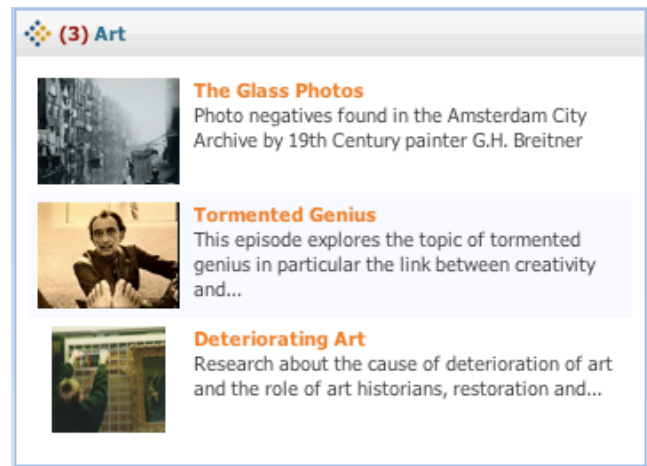 (3) Art
The Glass Photos
Photo negatives found in the Amsterdam City
Archive by 19th Century painter G.H. Breitner
Tormented Genius
This episode explores the topic of tormented
genius in particular the link between creativity
and...
Deteriorating Art
Research about the cause of deterioration of art
and the role of art historians, restoration and...